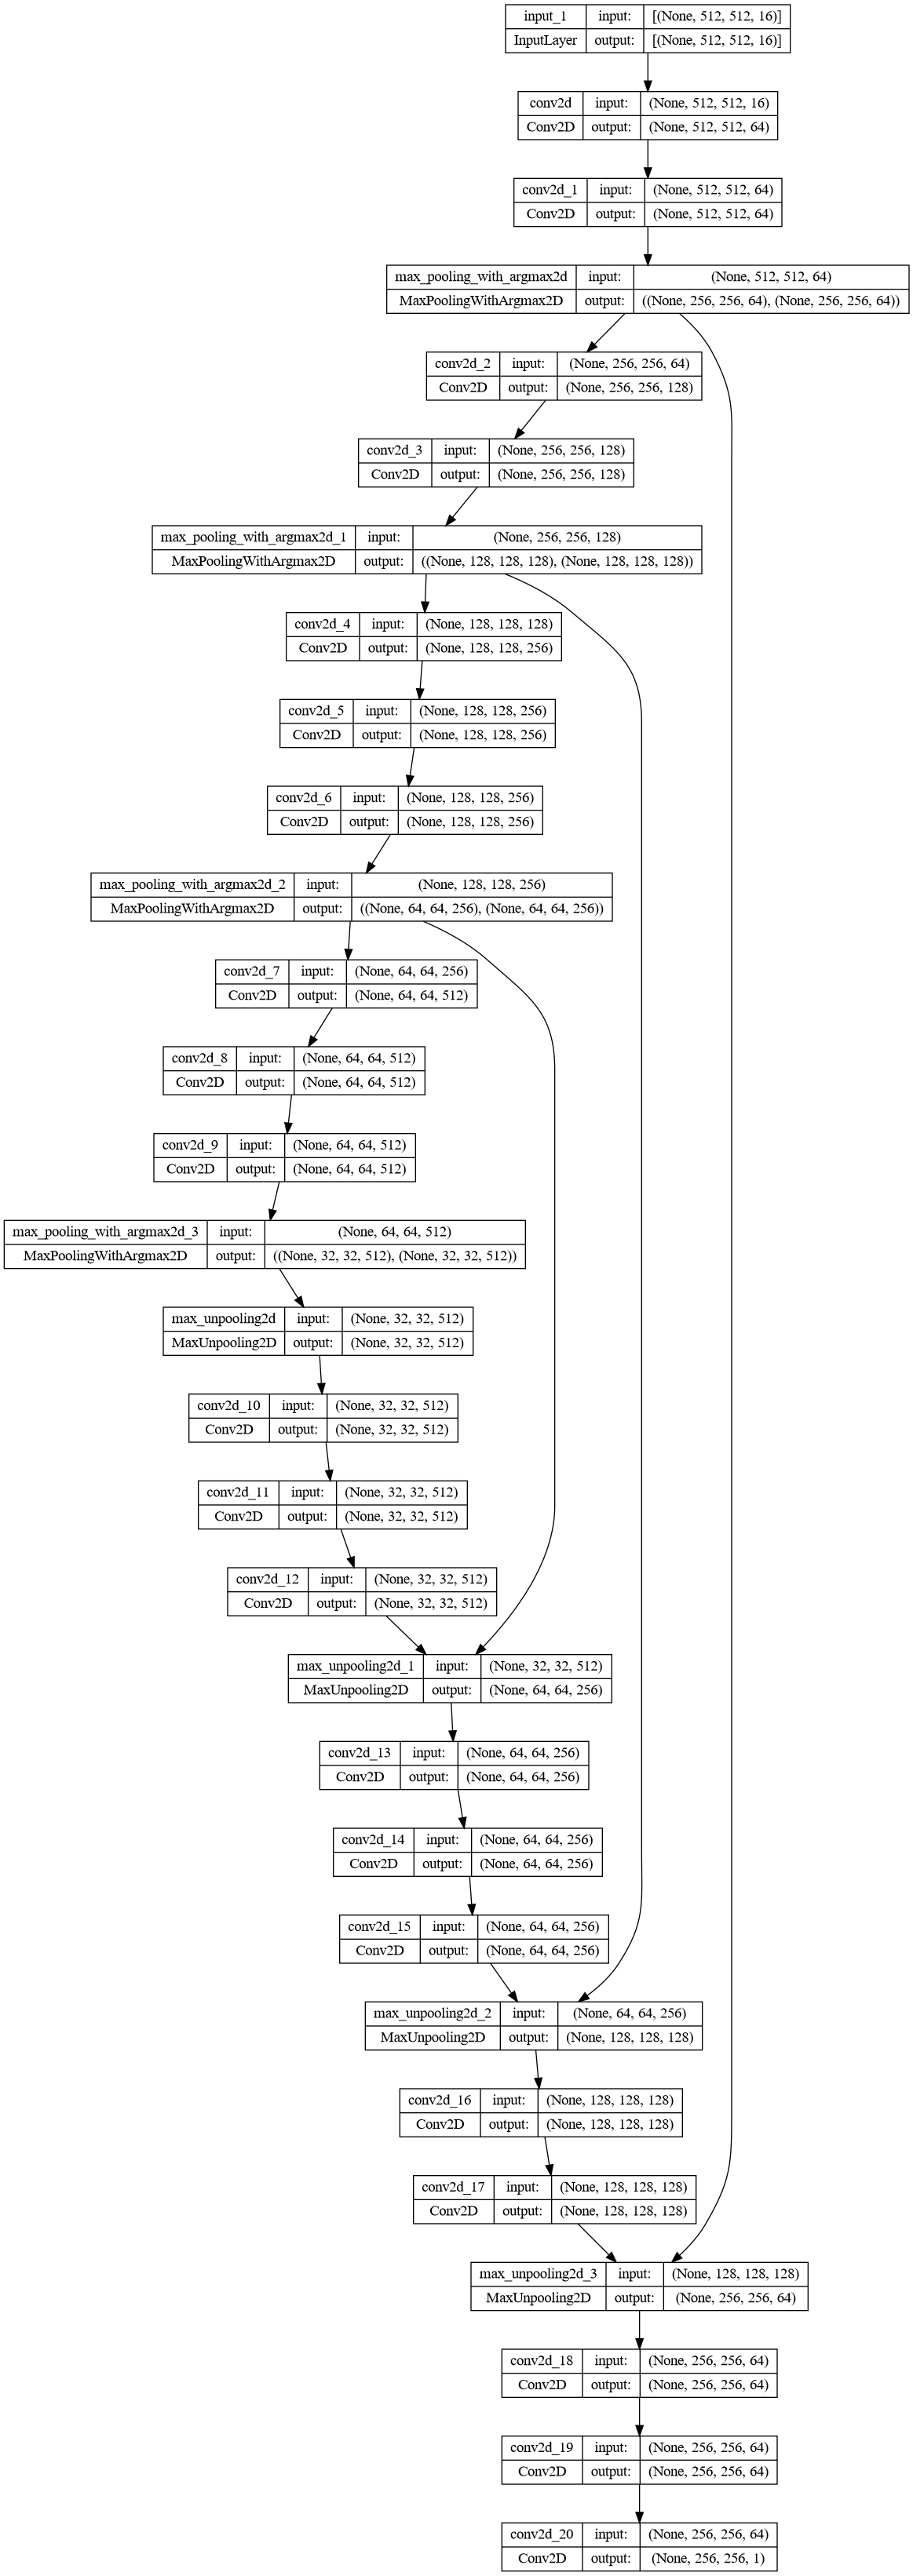 input_1 input: [(None, 512, 512, 16)]
InputLayer output: [(None, 512, 512, 16)]
conv2d input: (None, 512, 512, 16)
Conv2D output: (None, 512, 512, 64)
conv2d_1 input: (None, 512, 512, 64)
Conv2D output: (None, 512, 512, 64)
max_pooling_with_argmax2d input: (None, 512, 512, 64)
MaxPoolingWithArgmax2D output: ((None, 256, 256, 64), (None, 256, 256, 64))
conv2d_2 input: (None, 256, 256, 64)
Conv2D output: (None, 256, 256, 128)
conv2d_3 input: (None, 256, 256, 128)
Conv2D output: (None, 256, 256, 128)
max_pooling_with_argmax2d_1 input: (None, 256, 256, 128)
MaxPoolingWithArgmax2D output: ((None, 128, 128, 128), (None, 128, 128, 128))
conv2d_4 input: (None, 128, 128, 128)
Conv2D output: (None, 128, 128, 256)
conv2d_5 input: (None, 128, 128, 256)
Conv2D output: (None, 128, 128, 256)
conv2d_6 input: (None, 128, 128, 256)
Conv2D output: (None, 128, 128, 256)
max_pooling_with_argmax2d_2 input: (None, 128, 128, 256)
MaxPoolingWithArgmax2D output: ((None, 64, 64, 256), (None, 64, 64, 256))
conv2d_7 input: (None, 64, 64, 256)
Conv2D output: (None, 64, 64, 512)
conv2d_8 input: (None, 64, 64, 512)
Conv2D output: (None, 64, 64, 512)
conv2d_9 input: (None, 64, 64, 512)
Conv2D output: (None, 64, 64, 512)
max_pooling_with_argmax2d_3 input: (None, 64, 64, 512)
MaxPoolingWithArgmax2D output: ((None, 32, 32, 512), (None, 32, 32, 512))
max_unpooling2d input: (None, 32, 32, 512)
MaxUnpooling2D output: (None, 32, 32, 512)
conv2d_10 input: (None, 32, 32, 512)
Conv2D output: (None, 32, 32, 512)
conv2d_11 input: (None, 32, 32, 512)
Conv2D output: (None, 32, 32, 512)
conv2d_12 input: (None, 32, 32, 512)
Conv2D output: (None, 32, 32, 512)
max_unpooling2d_1 input: (None, 32, 32, 512)
MaxUnpooling2D output: (None, 64, 64, 256)
conv2d_13 input: (None, 64, 64, 256)
Conv2D output: (None, 64, 64, 256)
conv2d_14 input: (None, 64, 64, 256)
Conv2D output: (None, 64, 64, 256)
conv2d_15 input: (None, 64, 64, 256)
Conv2D output: (None, 64, 64, 256)
max_unpooling2d_2 input: (None, 64, 64, 256)
MaxUnpooling2D output: (None, 128, 128, 128)
conv2d_16 input: (None, 128, 128, 128)
Conv2D output: (None, 128, 128, 128)
conv2d_17 input: (None, 128, 128, 128)
Conv2D output: (None, 128, 128, 128)
max_unpooling2d_3 input: (None, 128, 128, 128)
MaxUnpooling2D output: (None, 256, 256, 64)
conv2d_18 input: (None, 256, 256, 64)
Conv2D output: (None, 256, 256, 64)
conv2d_19 input: (None, 256, 256, 64)
Conv2D output: (None, 256, 256, 64)
conv2d_20 input: (None, 256, 256, 64)
Conv2D output: (None, 256, 256, 1)